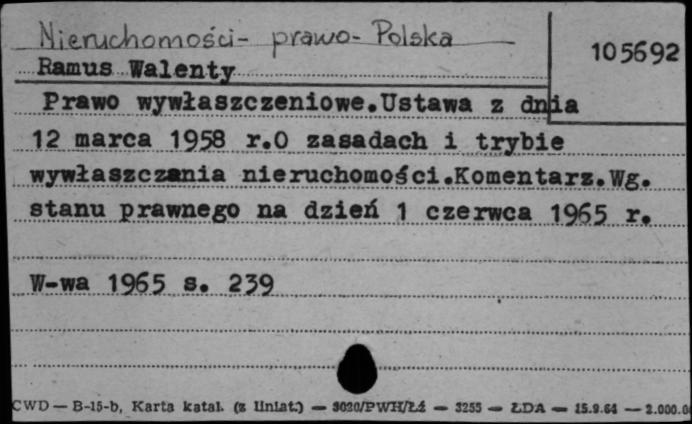 Nieruchomości - prawo - Polska
105692
Ramus Walenty
Prawo wywłaszczeniowe.Ustawa z dnia
12 marca 1958 r.O zasadach i trybie
wywłaszczania nieruchomości.Komentarz.Wg.
stanu prawnego na dzień 1 czerwca 1965 r.
W-wa 1965 s. 239
CWD — B-15-b, Karta katal. (z liniat.) — 3020/PWH/Łź — 3255 — ŁDA — 15.9.64 — 2.000.0